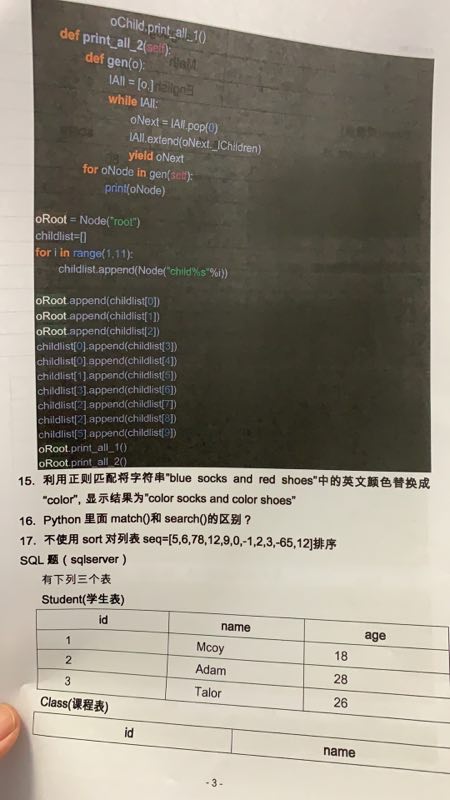 oChild.print_all_1()
def print_all_2(self):
def gen(o):
lAll = [o,]
while lAll:
oNext = lAll.pop(0)
lAll.extend(oNext._lChildren)
yield oNext
for oNode in gen(self):
print(oNode)
oRoot = Node("root")
childlist=[]
for i in range(1,11):
childlist.append(Node("child%s"%i))
oRoot.append(childlist[0])
oRoot.append(childlist[1])
oRoot.append(childlist[2])
childlist[0].append(childlist[3])
childlist[0].append(childlist[4])
childlist[1].append(childlist[5])
childlist[3].append(childlist[6])
childlist[2].append(childlist[7])
childlist[2].append(childlist[8])
childlist[5].append(childlist[9])
oRoot.print_all_1()
oRoot.print_all_2()
15. 利用正则匹配将字符串"blue socks and red shoes"中的英文颜色替换成
"color", 显示结果为"color socks and color shoes"
16. Python 里面 match()和 search()的区别？
17. 不使用 sort 对列表 seq=[5,6,78,12,9,0,-1,2,3,-65,12]排序
SQL 题（sqlserver）
有下列三个表
Student(学生表)
id name age
1 Mcoy 18
2 Adam 28
3 Talor 26
Class(课程表)
id name
- 3 -